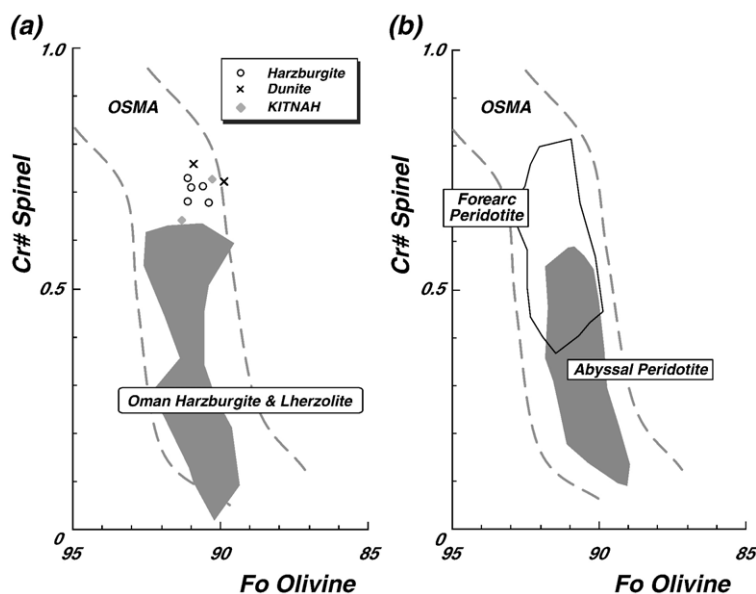 (a)
1.0
OSMA
Harzburgite
Dunite
KITNAH
Cr# Spinel
0.5
Oman Harzburgite & Lherzolite
0
95
90
85
Fo Olivine
(b)
1.0
OSMA
Forearc
Peridotite
Cr# Spinel
0.5
Abyssal Peridotite
0
95
90
85
Fo Olivine